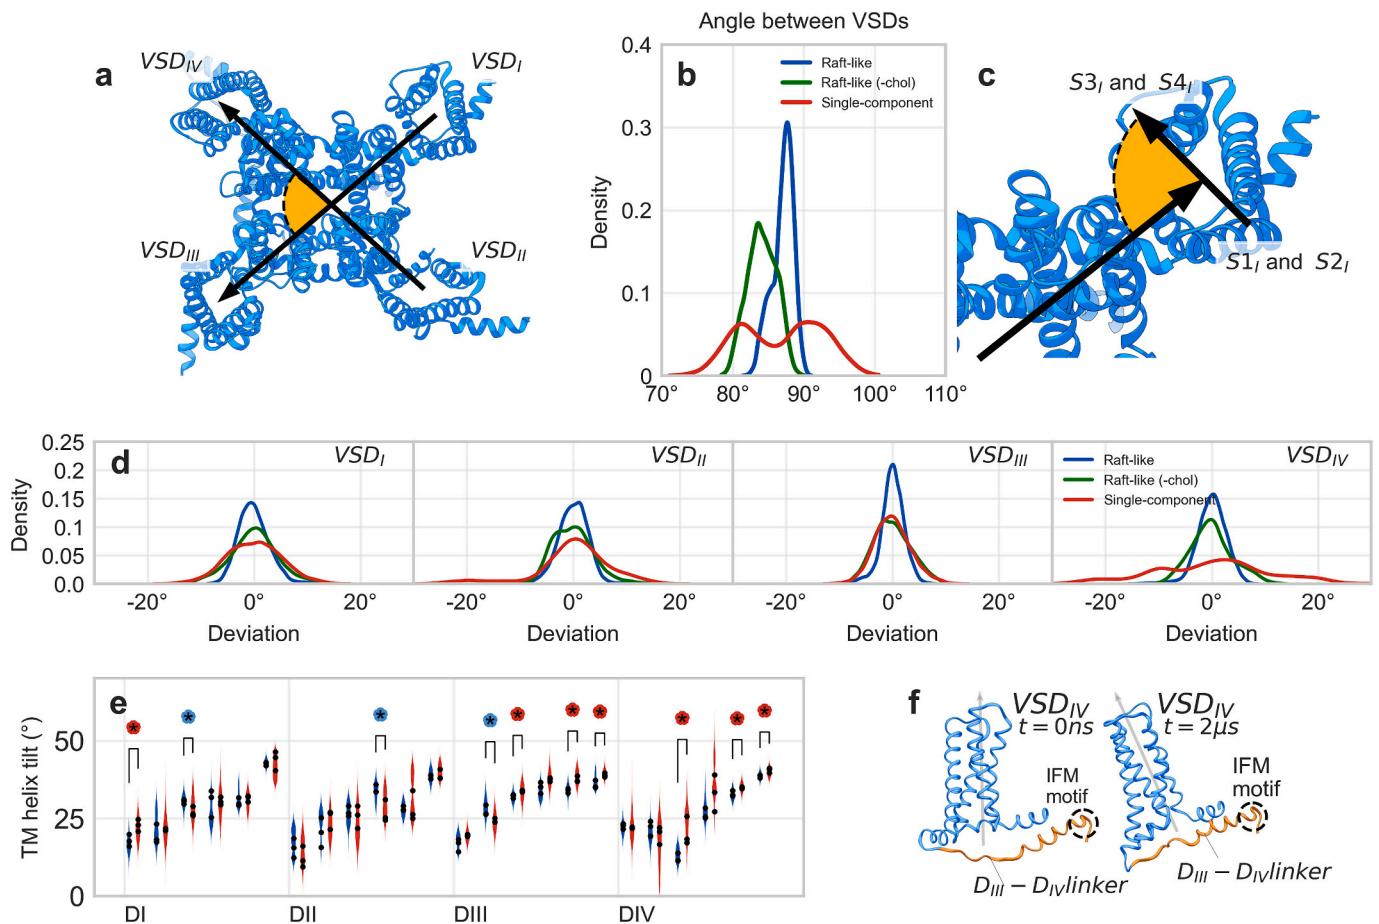 Angle between VSDs
a
VSD_IV
VSD_I
VSD_III
VSD_II
b
0.4
0.3
0.2
0.1
0
Density
Raft-like
Raft-like (-chol)
Single-component
70°
80°
90°
100°
110°
c
S3_I and S4_I
S1_I and S2_I
d
0.25
0.20
0.15
0.10
0.05
0.0
Density
VSD_I
VSD_II
VSD_III
VSD_IV
Raft-like
Raft-like (-chol)
Single-component
-20° 0° 20°
-20° 0° 20°
-20° 0° 20°
-20° 0° 20°
Deviation
Deviation
Deviation
Deviation
e
TM helix tilt (°)
50
25
0
*
*
*
*
*
*
*
*
*
*
DI
DII
DIII
DIV
f
VSD_IV
t = 0ns
IFM
motif
D_III − D_IV linker
VSD_IV
t = 2μs
IFM
motif
D_III − D_IV linker